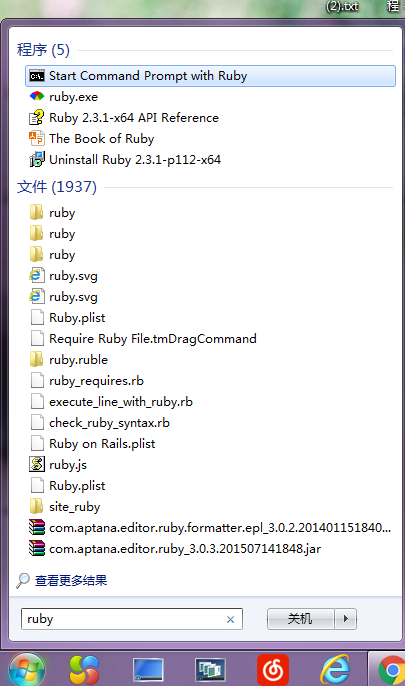 (2).txt
程
程序 (5)
Start Command Prompt with Ruby
ruby.exe
Ruby 2.3.1-x64 API Reference
The Book of Ruby
Uninstall Ruby 2.3.1-p112-x64
文件 (1937)
ruby
ruby
ruby
ruby.svg
ruby.svg
Ruby.plist
Require Ruby File.tmDragCommand
ruby.ruble
ruby_requires.rb
execute_line_with_ruby.rb
check_ruby_syntax.rb
Ruby on Rails.plist
ruby.js
Ruby.plist
site_ruby
com.aptana.editor.ruby.formatter.epl_3.0.2.201401151840...
com.aptana.editor.ruby_3.0.3.201507141848.jar
查看更多结果
ruby
关机